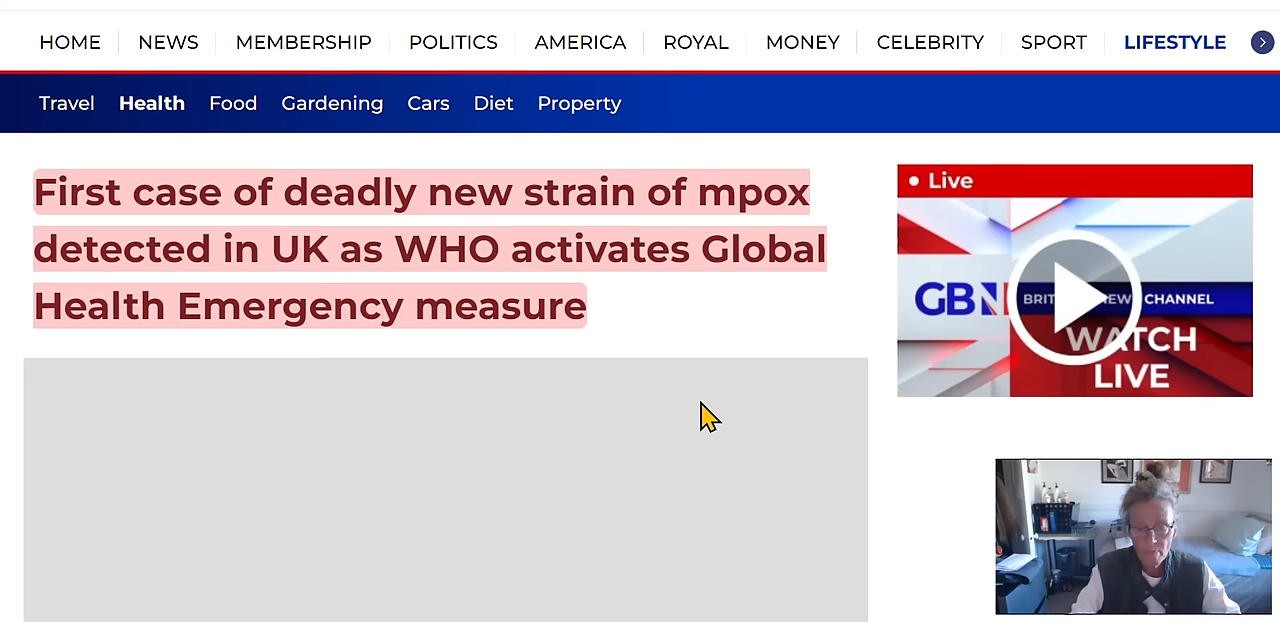 HOME NEWS MEMBERSHIP POLITICS AMERICA ROYAL MONEY CELEBRITY SPORT LIFESTYLE
Travel Health Food Gardening Cars Diet Property
First case of deadly new strain of mpox
detected in UK as WHO activates Global
Health Emergency measure
Live
GBN
CHANNEL
WATCH
LIVE